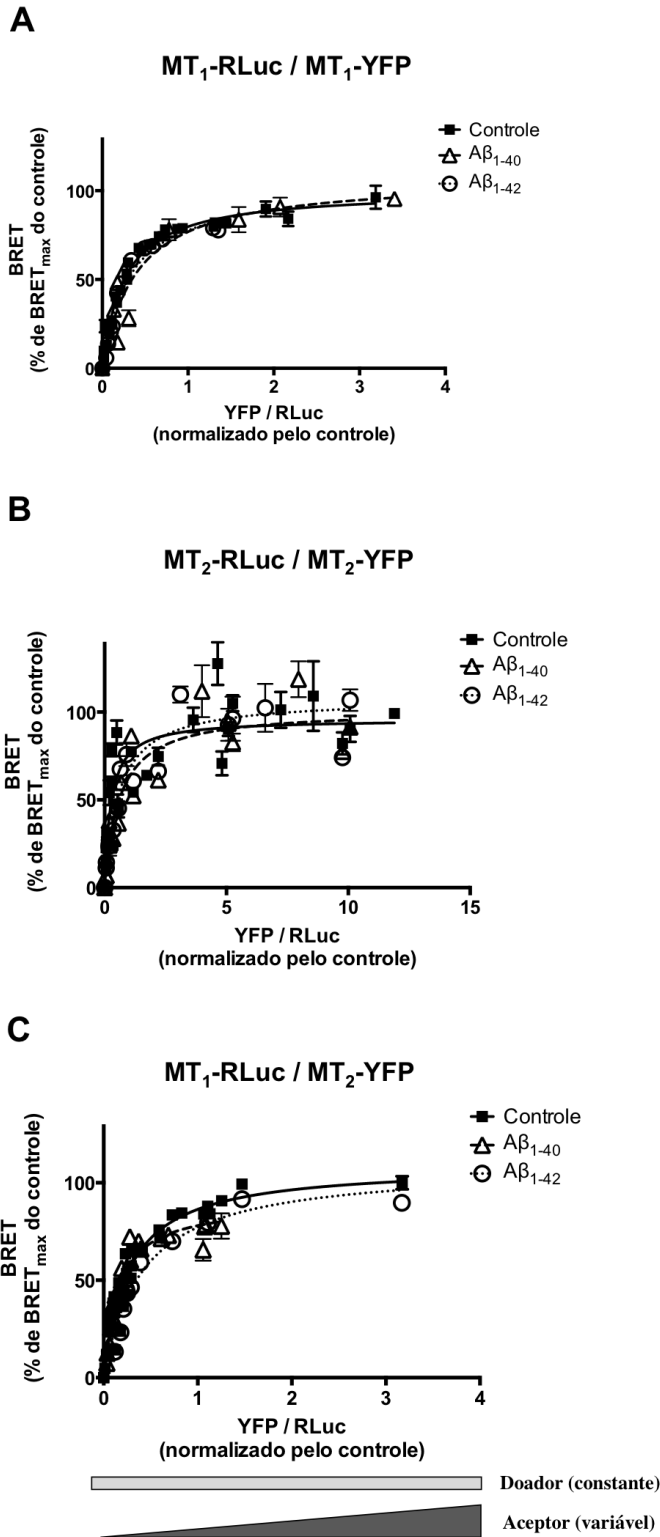 A
MT1-RLuc / MT1-YFP
Controle
Aβ1-40
Aβ1-42
BRET
(% de BRETmax do controle)
100
50
0
0 1 2 3 4
YFP / RLuc
(normalizado pelo controle)
B
MT2-RLuc / MT2-YFP
Controle
Aβ1-40
Aβ1-42
BRET
(% de BRETmax do controle)
100
50
0
0 5 10 15
YFP / RLuc
(normalizado pelo controle)
C
MT1-RLuc / MT2-YFP
Controle
Aβ1-40
Aβ1-42
BRET
(% de BRETmax do controle)
100
50
0
0 1 2 3 4
YFP / RLuc
(normalizado pelo controle)
Doador (constante)
Aceptor (variável)